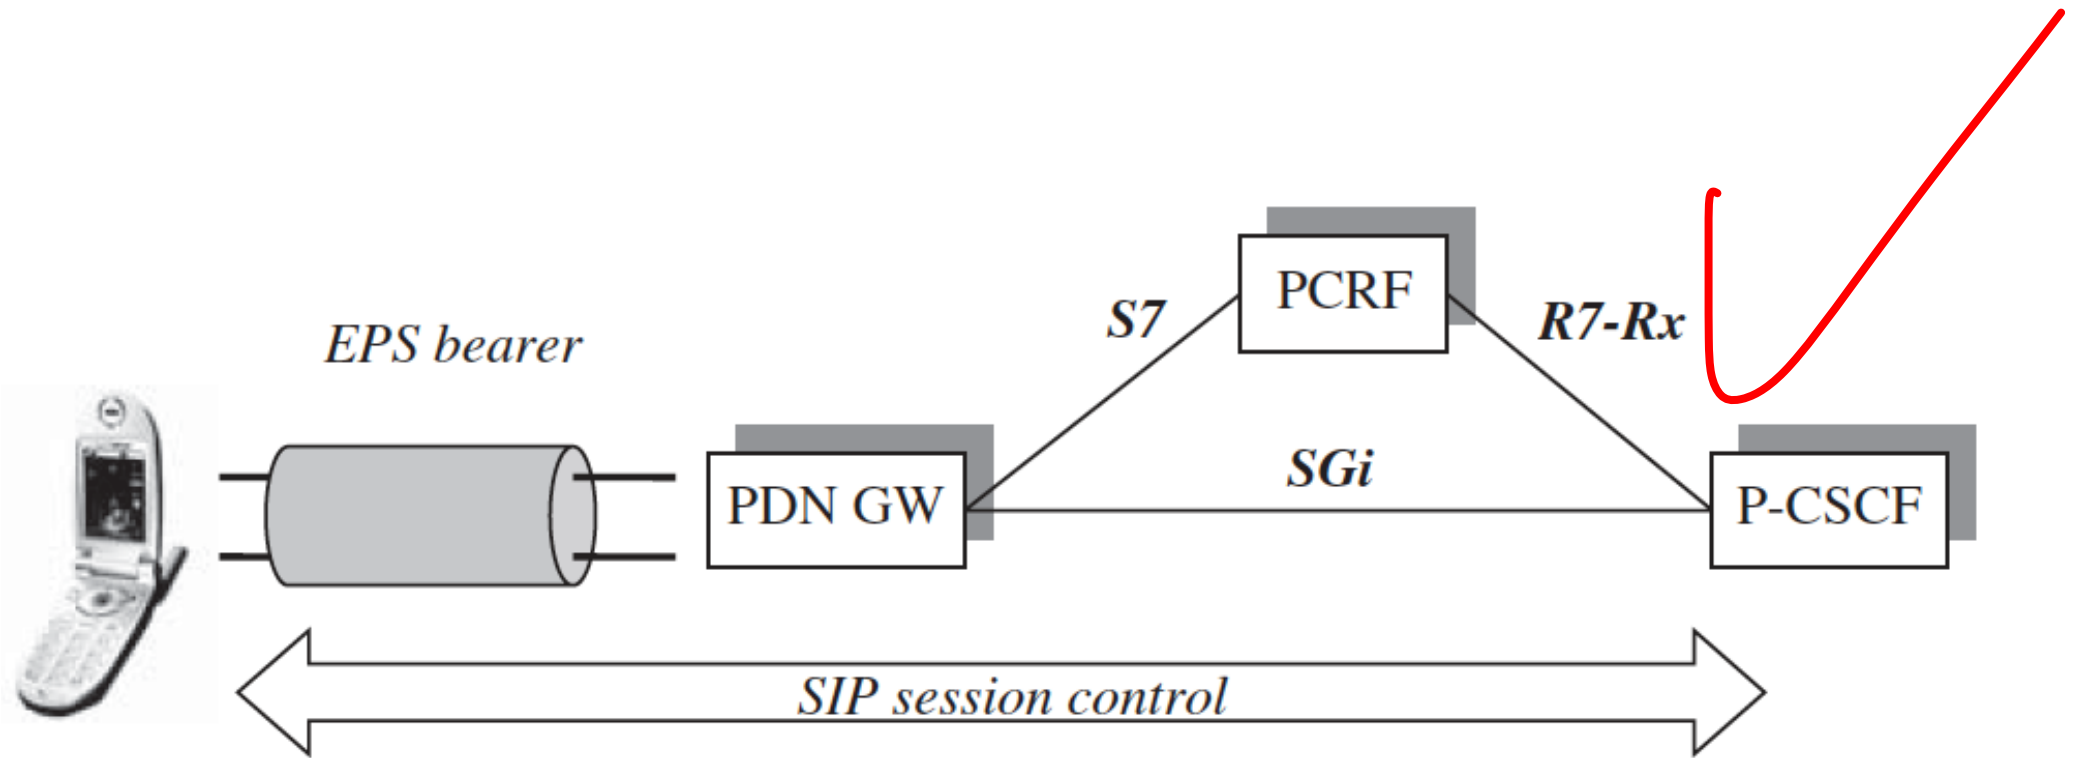 PCRF
S7
R7-Rx
EPS bearer
SGi
PDN GW
P-CSCF
SIP session control